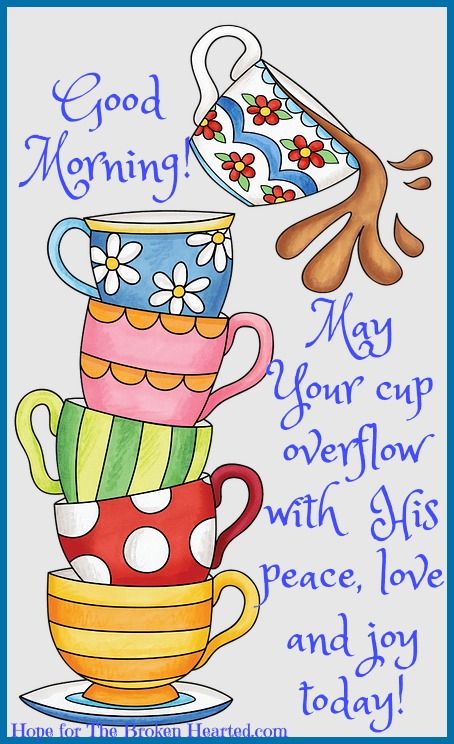 Good
Morning!
May
Your cup
overflow
with His
peace, love
and joy
today!
Hope for The Broken Hearted.com